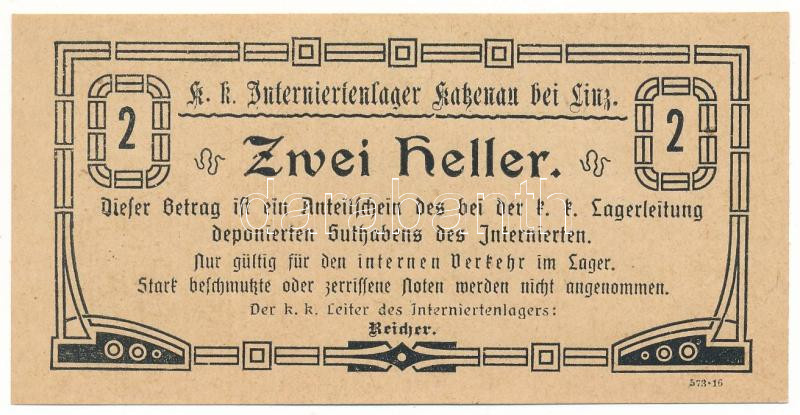 K. k. Interniertenlager Katzenau bei Linz.
2
2
Zwei Heller.
Dieser Betrag ist ein Anteilschein des bei der k. k. Lagerleitung
deponierten Guthabens des Internierten.
Nur gültig für den internen Verkehr im Lager.
Stark beschmutzte oder zerrissene Noten werden nicht angenommen.
Der k. k. Leiter des Interniertenlagers:
Reicher.
573·16
darabanth